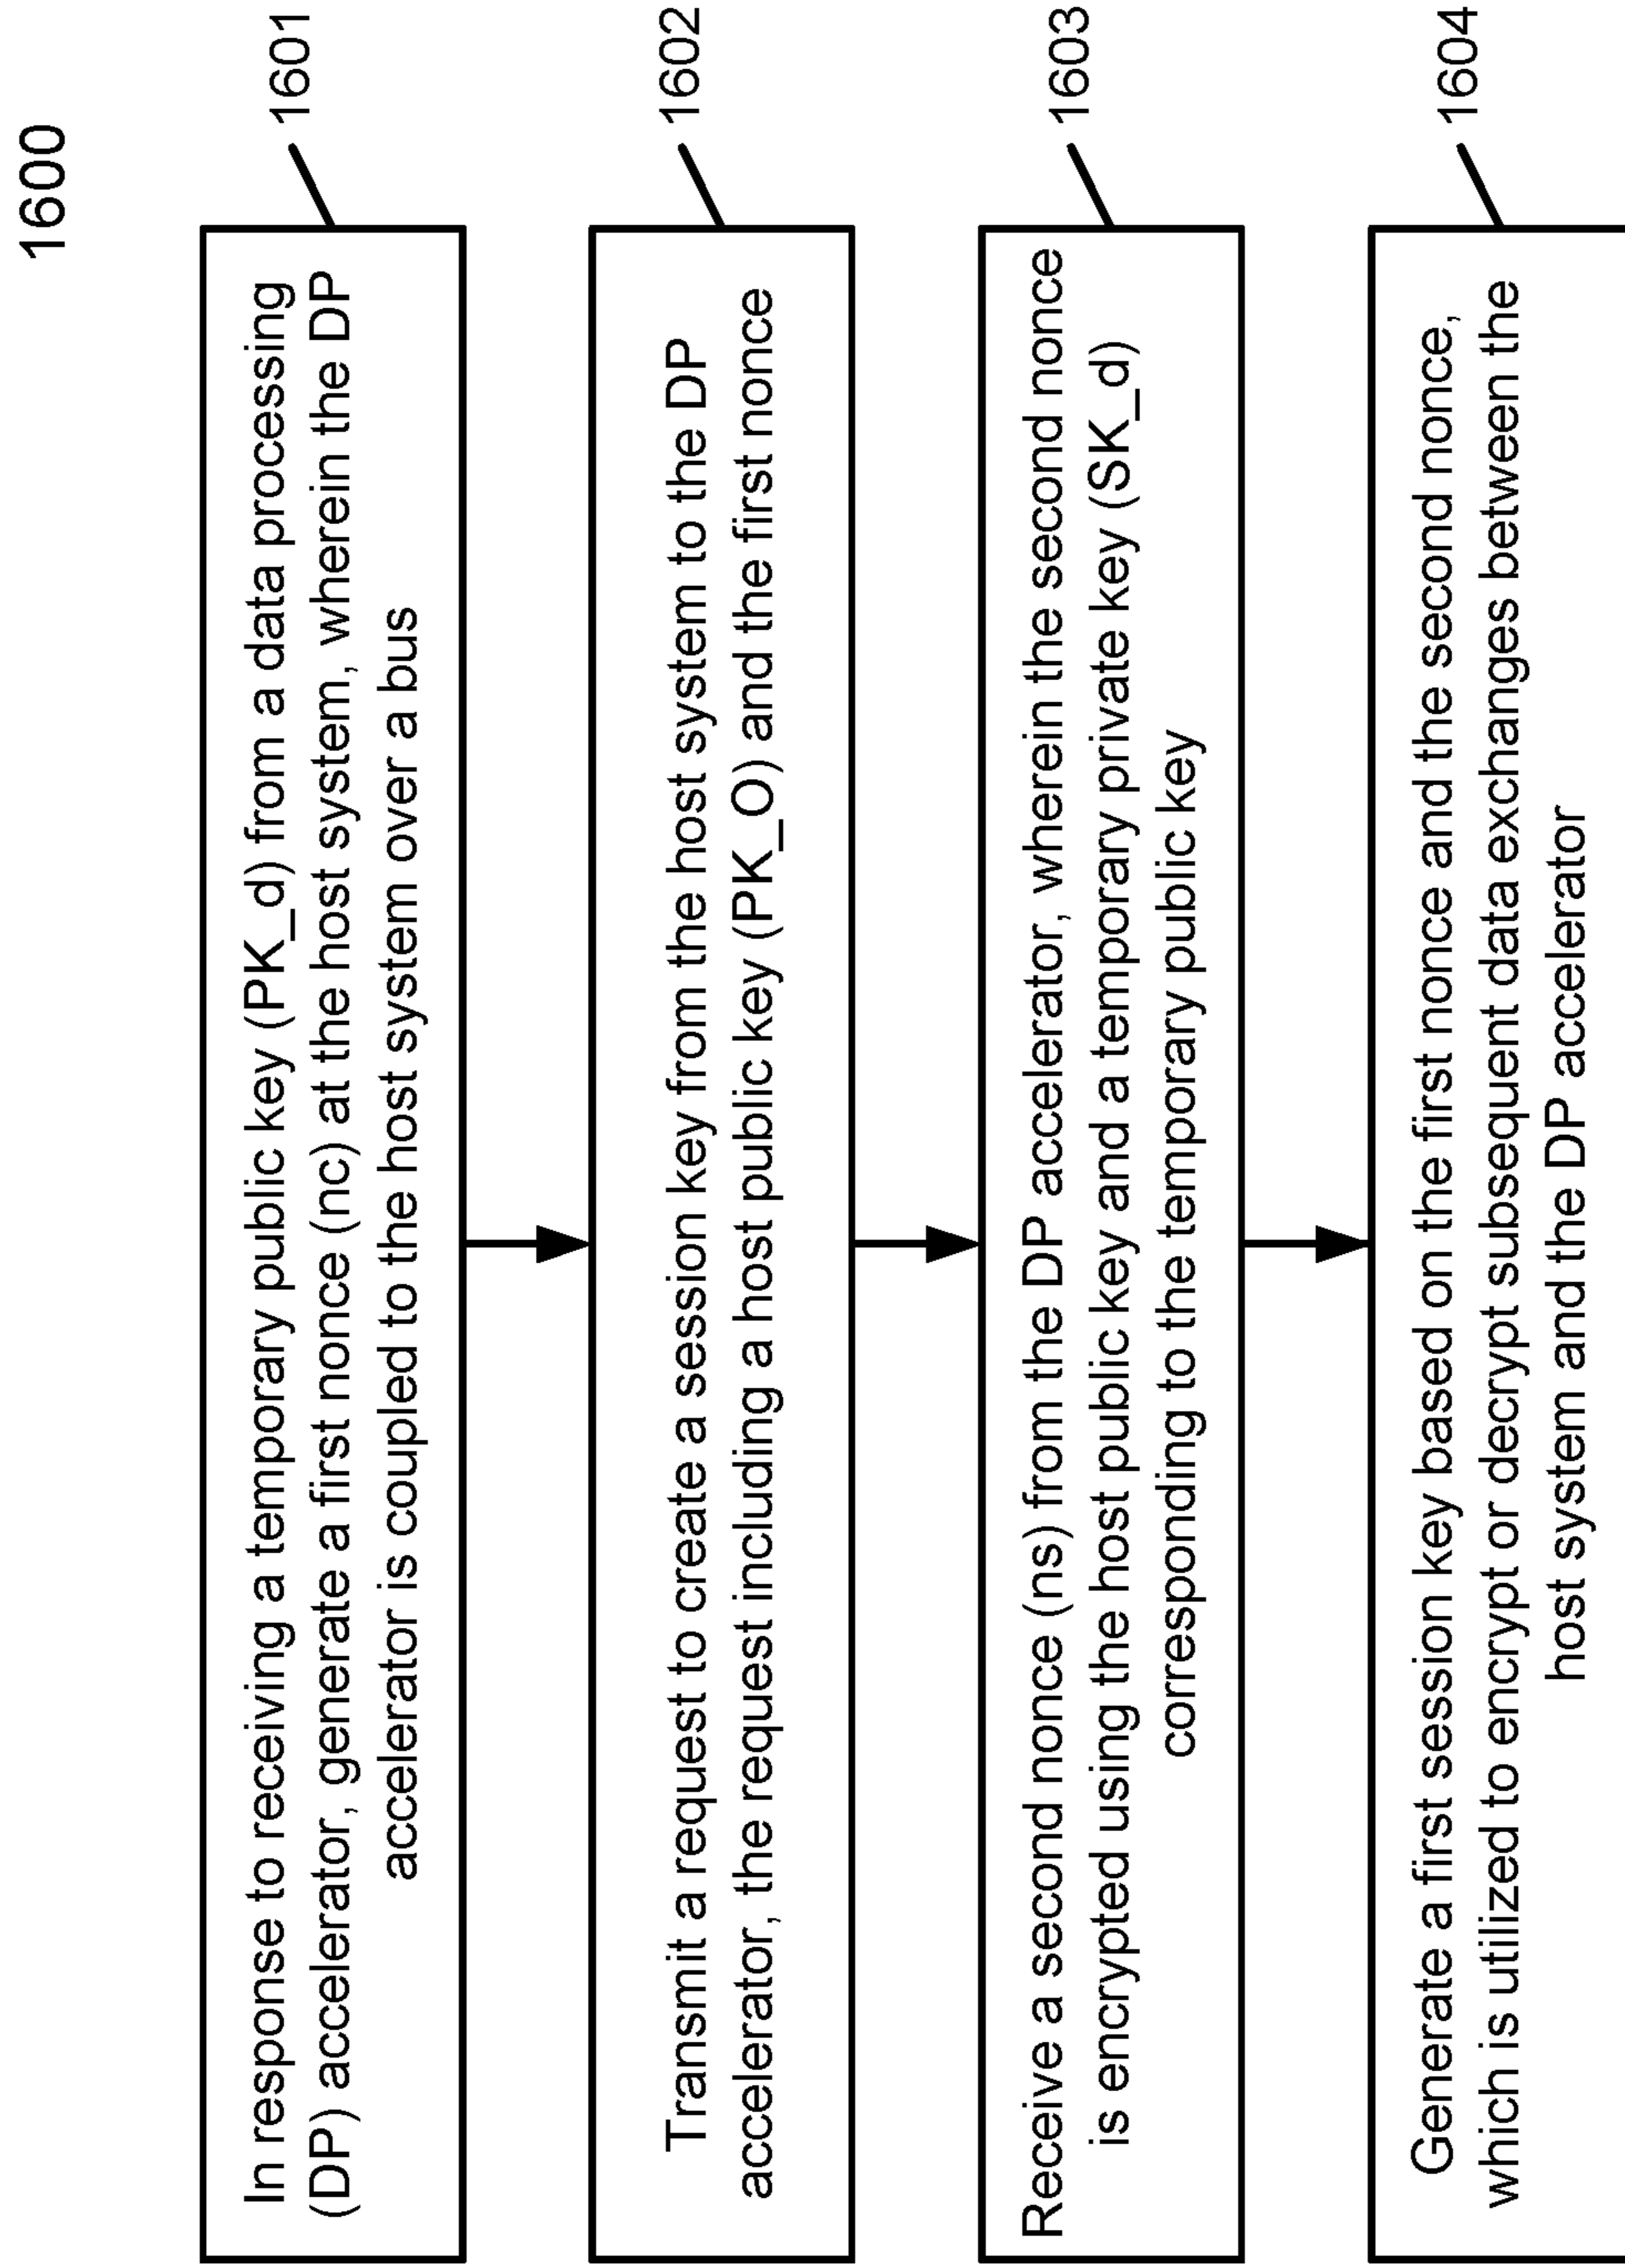 1600
In response to receiving a temporary public key (PK_d) from a data processing
(DP) accelerator, generate a first nonce (nc) at the host system, wherein the DP
accelerator is coupled to the host system over a bus
1601
Transmit a request to create a session key from the host system to the DP
accelerator, the request including a host public key (PK_O) and the first nonce
1602
Receive a second nonce (ns) from the DP accelerator, wherein the second nonce
is encrypted using the host public key and a temporary private key (SK_d)
corresponding to the temporary public key
1603
Generate a first session key based on the first nonce and the second nonce,
which is utilized to encrypt or decrypt subsequent data exchanges between the
host system and the DP accelerator
1604